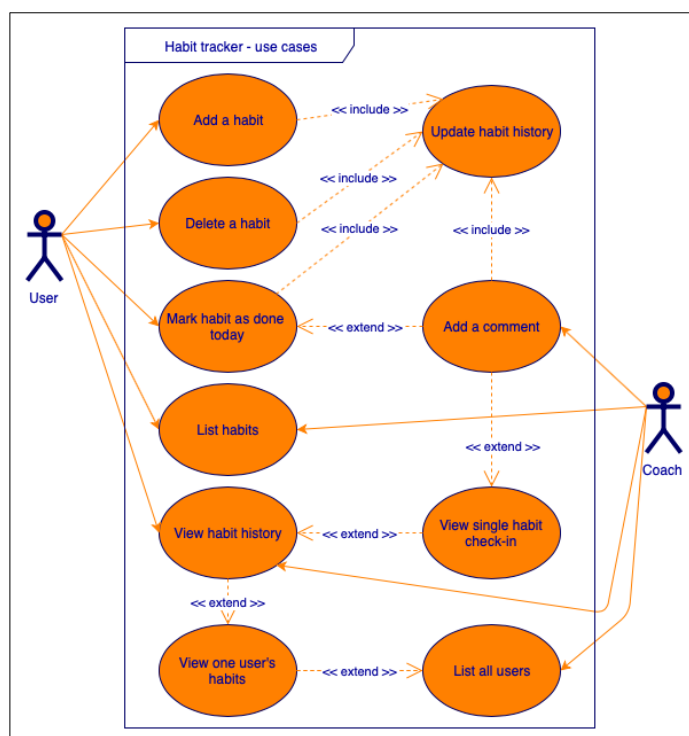 Habit tracker - use cases
Add a habit
<< include >>
Update habit history
<< include >>
Delete a habit
<< include >>
<< include >>
User
Mark habit as done
today
<< extend >>
Add a comment
List habits
<< extend >>
Coach
View habit history
<< extend >>
View single habit
check-in
<< extend >>
View one user's
habits
<< extend >>
List all users